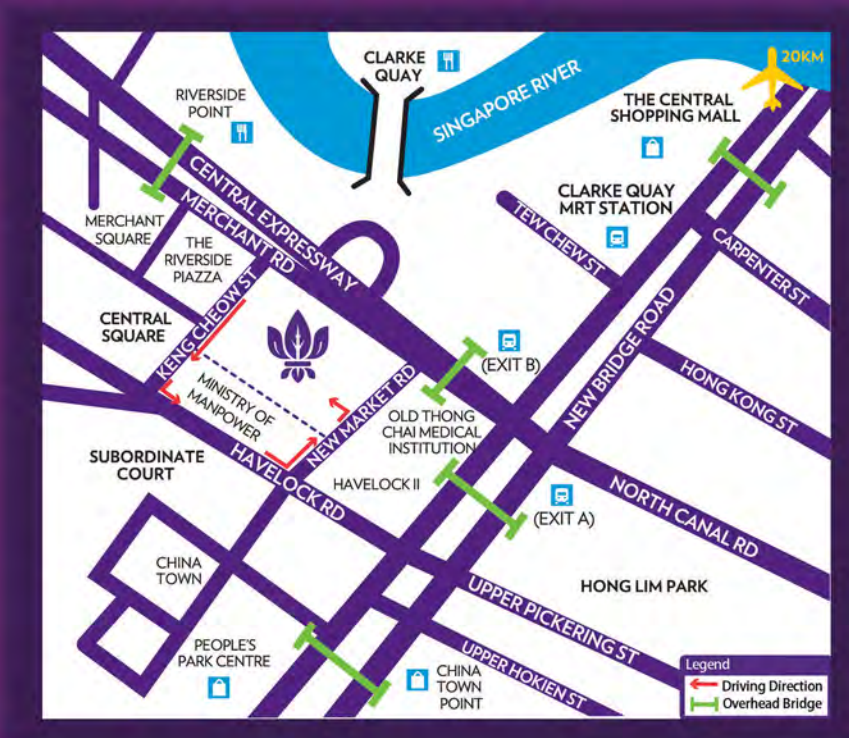 CLARKE
QUAY
20KM
SINGAPORE RIVER
RIVERSIDE
POINT
THE CENTRAL
SHOPPING MALL
CENTRAL EXPRESSWAY
MERCHANT RD
CLARKE QUAY
MRT STATION
TEW CHEW ST
MERCHANT
SQUARE
THE
RIVERSIDE
PIAZZA
CARPENTER ST
KENG CHEOW ST
CENTRAL
SQUARE
NEW BRIDGE ROAD
(EXIT B)
HONG KONG ST
MINISTRY OF
MANPOWER
NEW MARKET RD
OLD THONG
CHAI MEDICAL
INSTITUTION
SUBORDINATE
COURT
HAVELOCK RD
HAVELOCK II
(EXIT A)
NORTH CANAL RD
CHINA
TOWN
HONG LIM PARK
UPPER PICKERING ST
PEOPLE'S
PARK CENTRE
UPPER HOKIEN ST
CHINA
TOWN
POINT
Legend
Driving Direction
Overhead Bridge